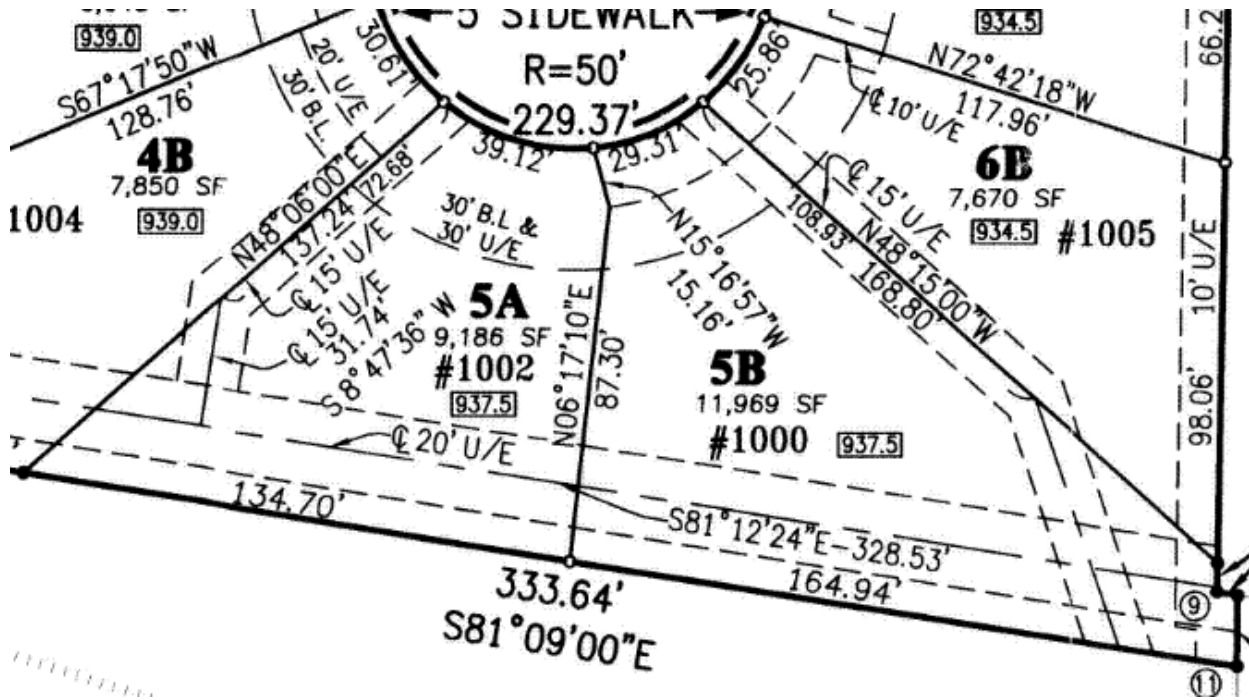 939.0
S67°17'50"W
128.76'
4B
7,850 SF
939.0
1004
20' U/E
30' B.L.
30.61'
5' SIDEWALK
R=50'
229.37'
39.12'
29.31'
25.86'
934.5
N72°42'18"W
117.96'
66.2
℄ 10' U/E
6B
7,670 SF
934.5
#1005
10' U/E
98.06'
℄ 15' U/E
N48°15'00"W
108.93'
168.80'
N48°06'00"E
72.68'
137.24
℄ 15' U/E
℄ 15' U/E
31.74'
S 8°47'36" W
30' B.L &
30' U/E
5A
9,186 SF
#1002
937.5
N06°17'10"E
87.30'
N15°16'57"W
15.16'
5B
11,969 SF
#1000
937.5
℄ 20' U/E
134.70'
S81°12'24"E-328.53'
164.94'
333.64'
S81°09'00"E
9
11